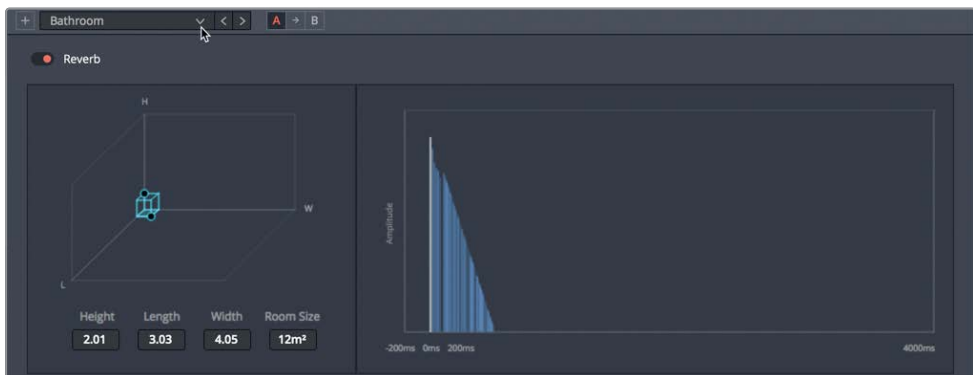 + Bathroom < > A → B
Reverb
H
W
L
Height Length Width Room Size
2.01 3.03 4.05 12m²
Amplitude
-200ms 0ms 200ms 4000ms